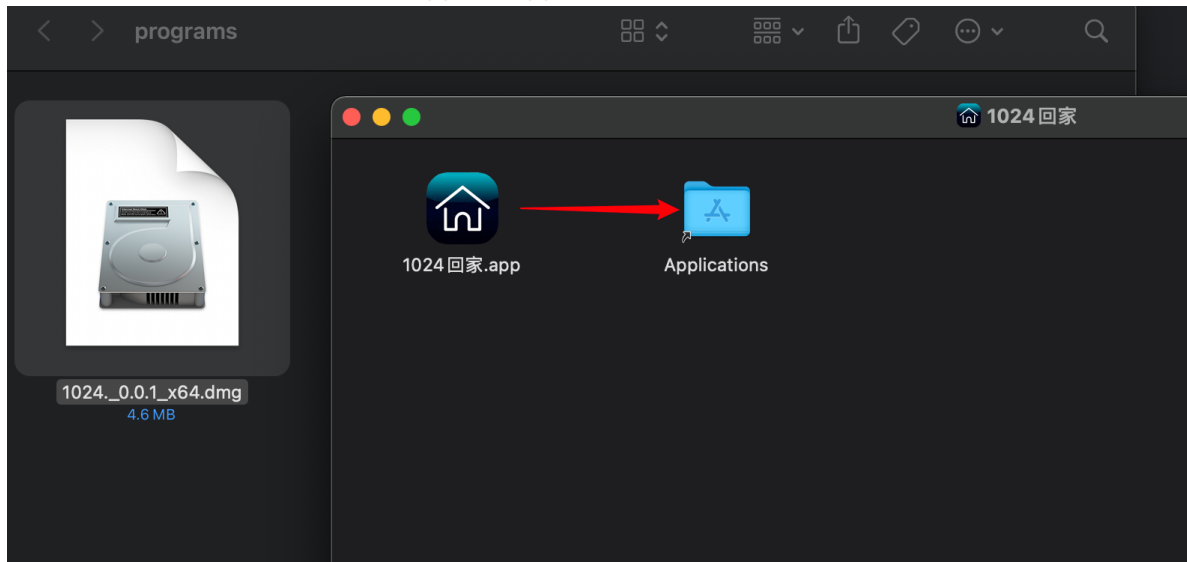 programs
1024回家
1024回家.app
Applications
1024._0.0.1_x64.dmg
4.6 MB